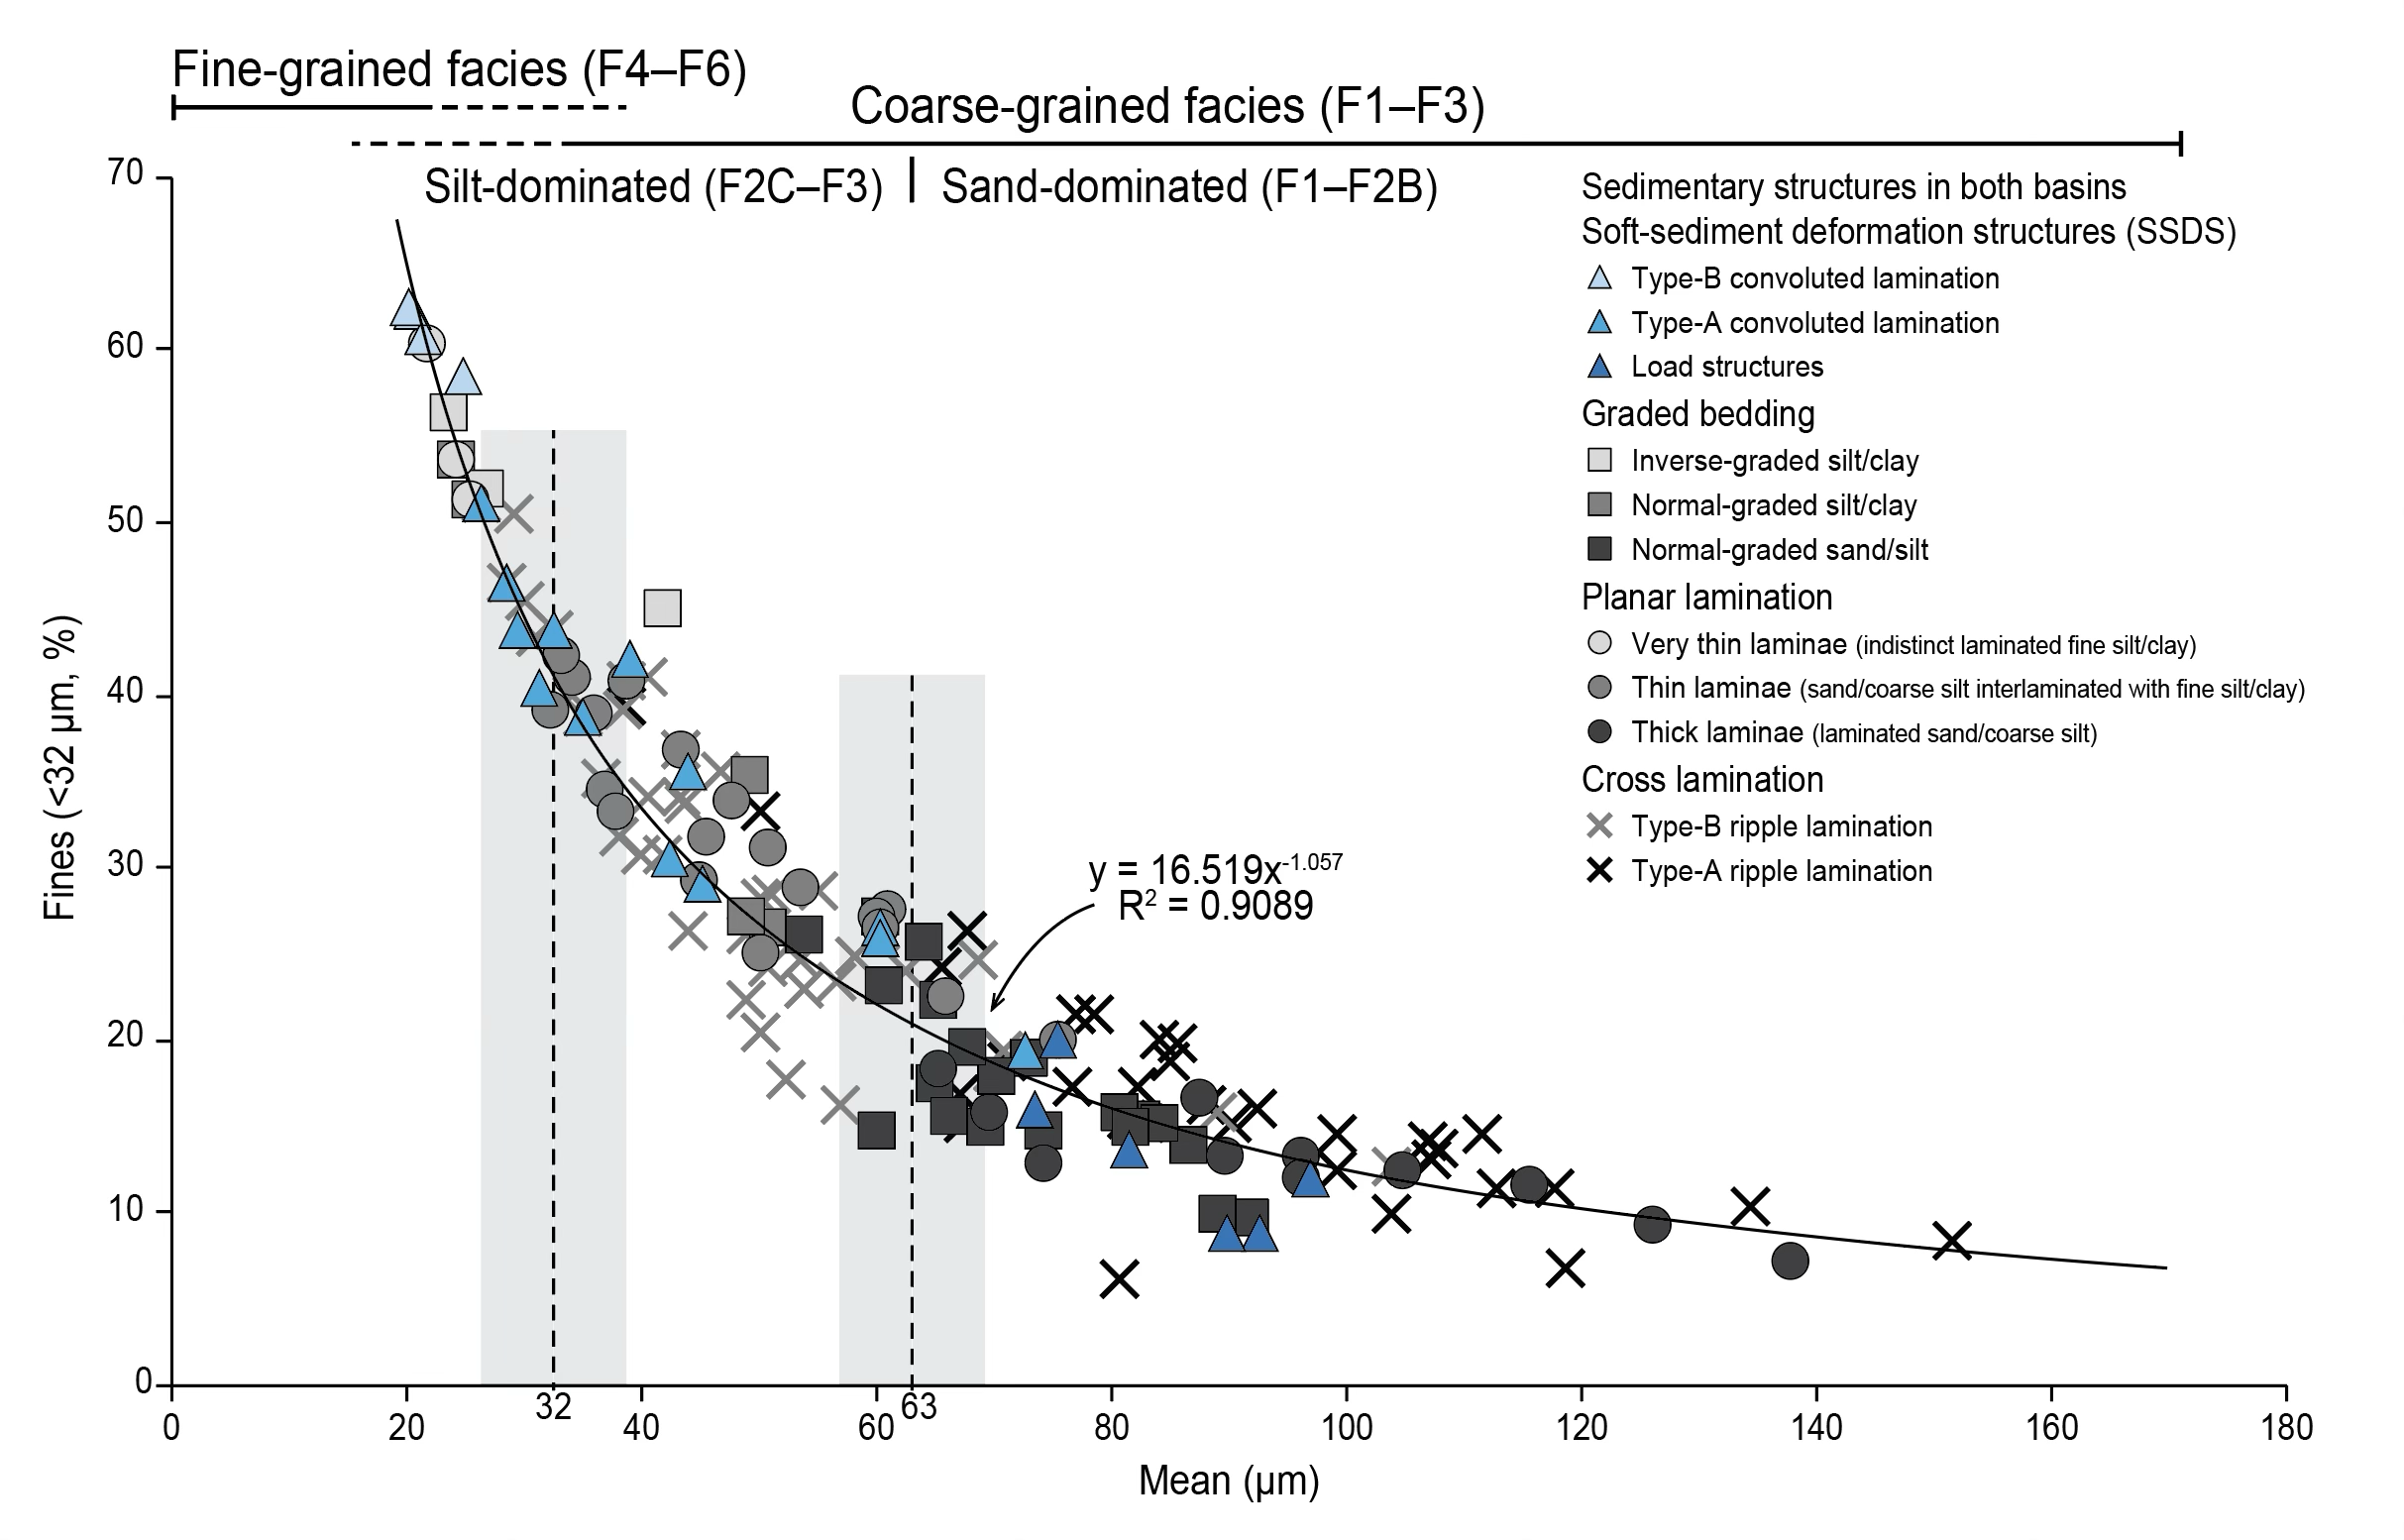 Fine-grained facies (F4–F6)
Coarse-grained facies (F1–F3)
Silt-dominated (F2C–F3)
Sand-dominated (F1–F2B)
Sedimentary structures in both basins
Soft-sediment deformation structures (SSDS)
Type-B convoluted lamination
Type-A convoluted lamination
Load structures
Graded bedding
Inverse-graded silt/clay
Normal-graded silt/clay
Normal-graded sand/silt
Planar lamination
Very thin laminae (indistinct laminated fine silt/clay)
Thin laminae (sand/coarse silt interlaminated with fine silt/clay)
Thick laminae (laminated sand/coarse silt)
Cross lamination
Type-B ripple lamination
Type-A ripple lamination
y = 16.519x^-1.057
R² = 0.9089
Fines (<32 µm, %)
70
60
50
40
30
20
10
0
32
63
0
20
40
60
80
100
120
140
160
180
Mean (µm)